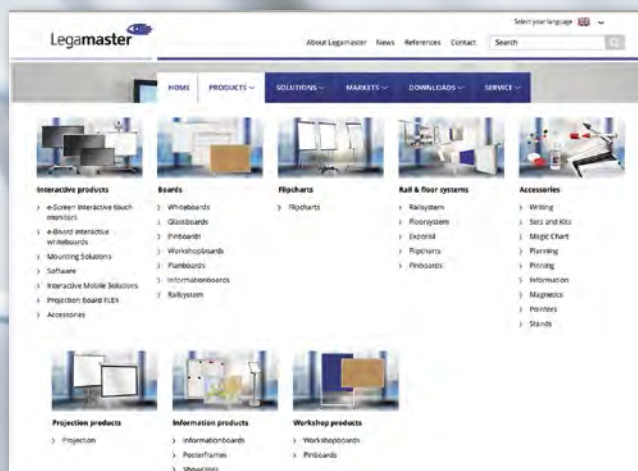 Select your language
Legamaster
About Legamaster News References Contact Search
HOME PRODUCTS SOLUTIONS MARKETS DOWNLOADS SERVICE
Interactive products
e-Screen Interactive touch
monitors
e-Board interactive
whiteboards
Mounting Solutions
Software
Interactive Mobile Solutions
Projection Board FLEX
Accessories
Boards
Whiteboards
Glassboards
Pinboards
Workshopboards
Planboards
Informationboards
Railsystem
Flipcharts
Flipcharts
Rail & floor systems
Railsystem
Floorsystem
Exporail
Flipcharts
Pinboards
Accessories
Writing
Sets and Kits
Magic Chart
Planning
Pinning
Information
Magnetics
Pointers
Stands
Projection products
Projection
Information products
Informationboards
Posterframes
Showcases
Workshop products
Workshopboards
Pinboards